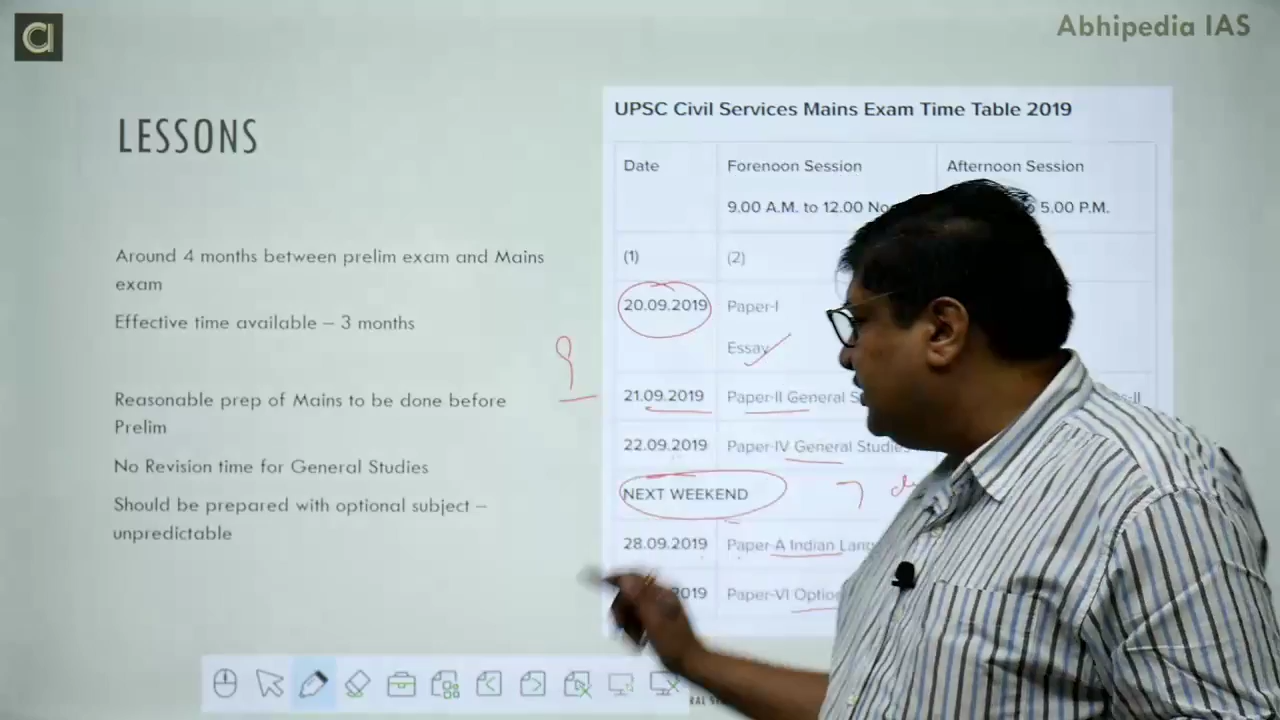 Abhipedia IAS
LESSONS
Around 4 months between prelim exam and Mains
exam
Effective time available – 3 months
Reasonable prep of Mains to be done before
Prelim
No Revision time for General Studies
Should be prepared with optional subject –
unpredictable
UPSC Civil Services Mains Exam Time Table 2019
Date Forenoon Session Afternoon Session
9.00 A.M. to 12.00 5.00 P.M.
(1) (2)
20.09.2019 Paper-I
Essay
21.09.2019 Paper-II General
22.09.2019 Paper-IV General Studies
NEXT WEEKEND 7
28.09.2019 Paper-A Indian
Paper-VI